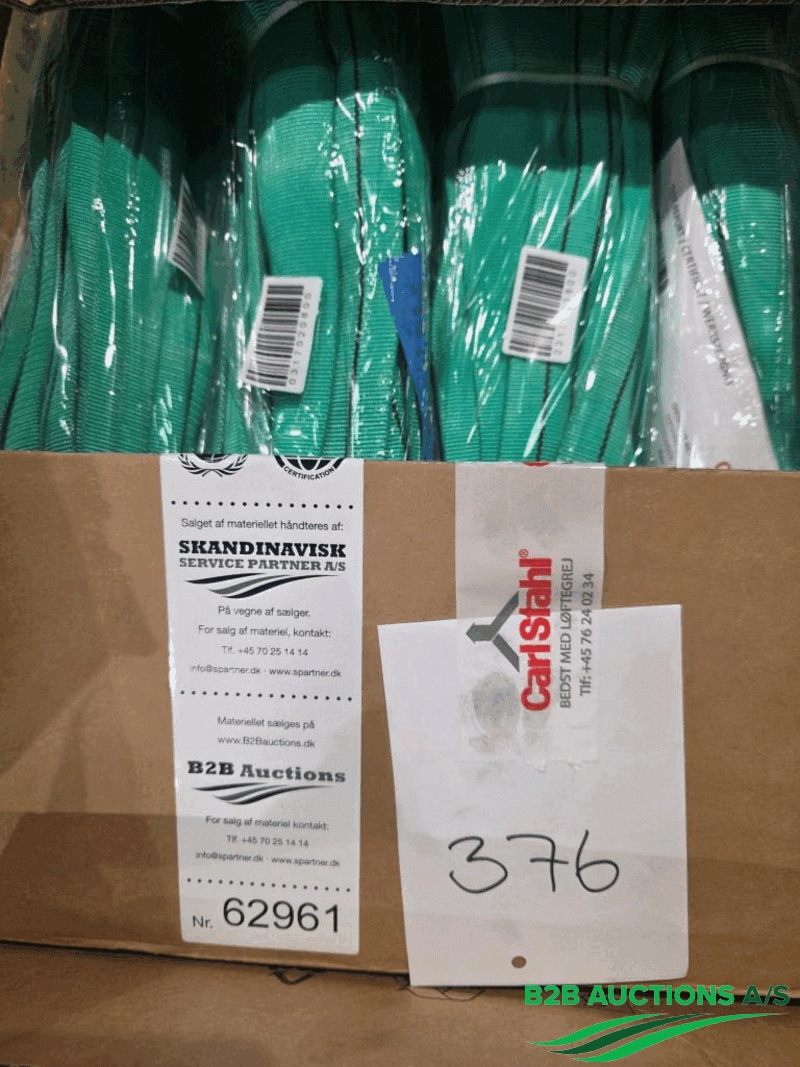 0317020800
0317020800
CERTIFICATION
Salget af materiellet håndteres af:
SKANDINAVISK
SERVICE PARTNER A/S
På vegne af sælger.
For salg af materiel, kontakt:
Tlf. +45 70 25 14 14
info@spartner.dk · www.spartner.dk
Materiellet sælges på
www.B2Bauctions.dk
B2B Auctions
For salg af materiel kontakt:
Tlf. +45 70 25 14 14
info@spartner.dk · www.spartner.dk
Nr. 62961
Carl Stahl®
BEDST MED LØFTEGREJ
Tlf: +45 76 24 02 34
376
B2B AUCTIONS A/S